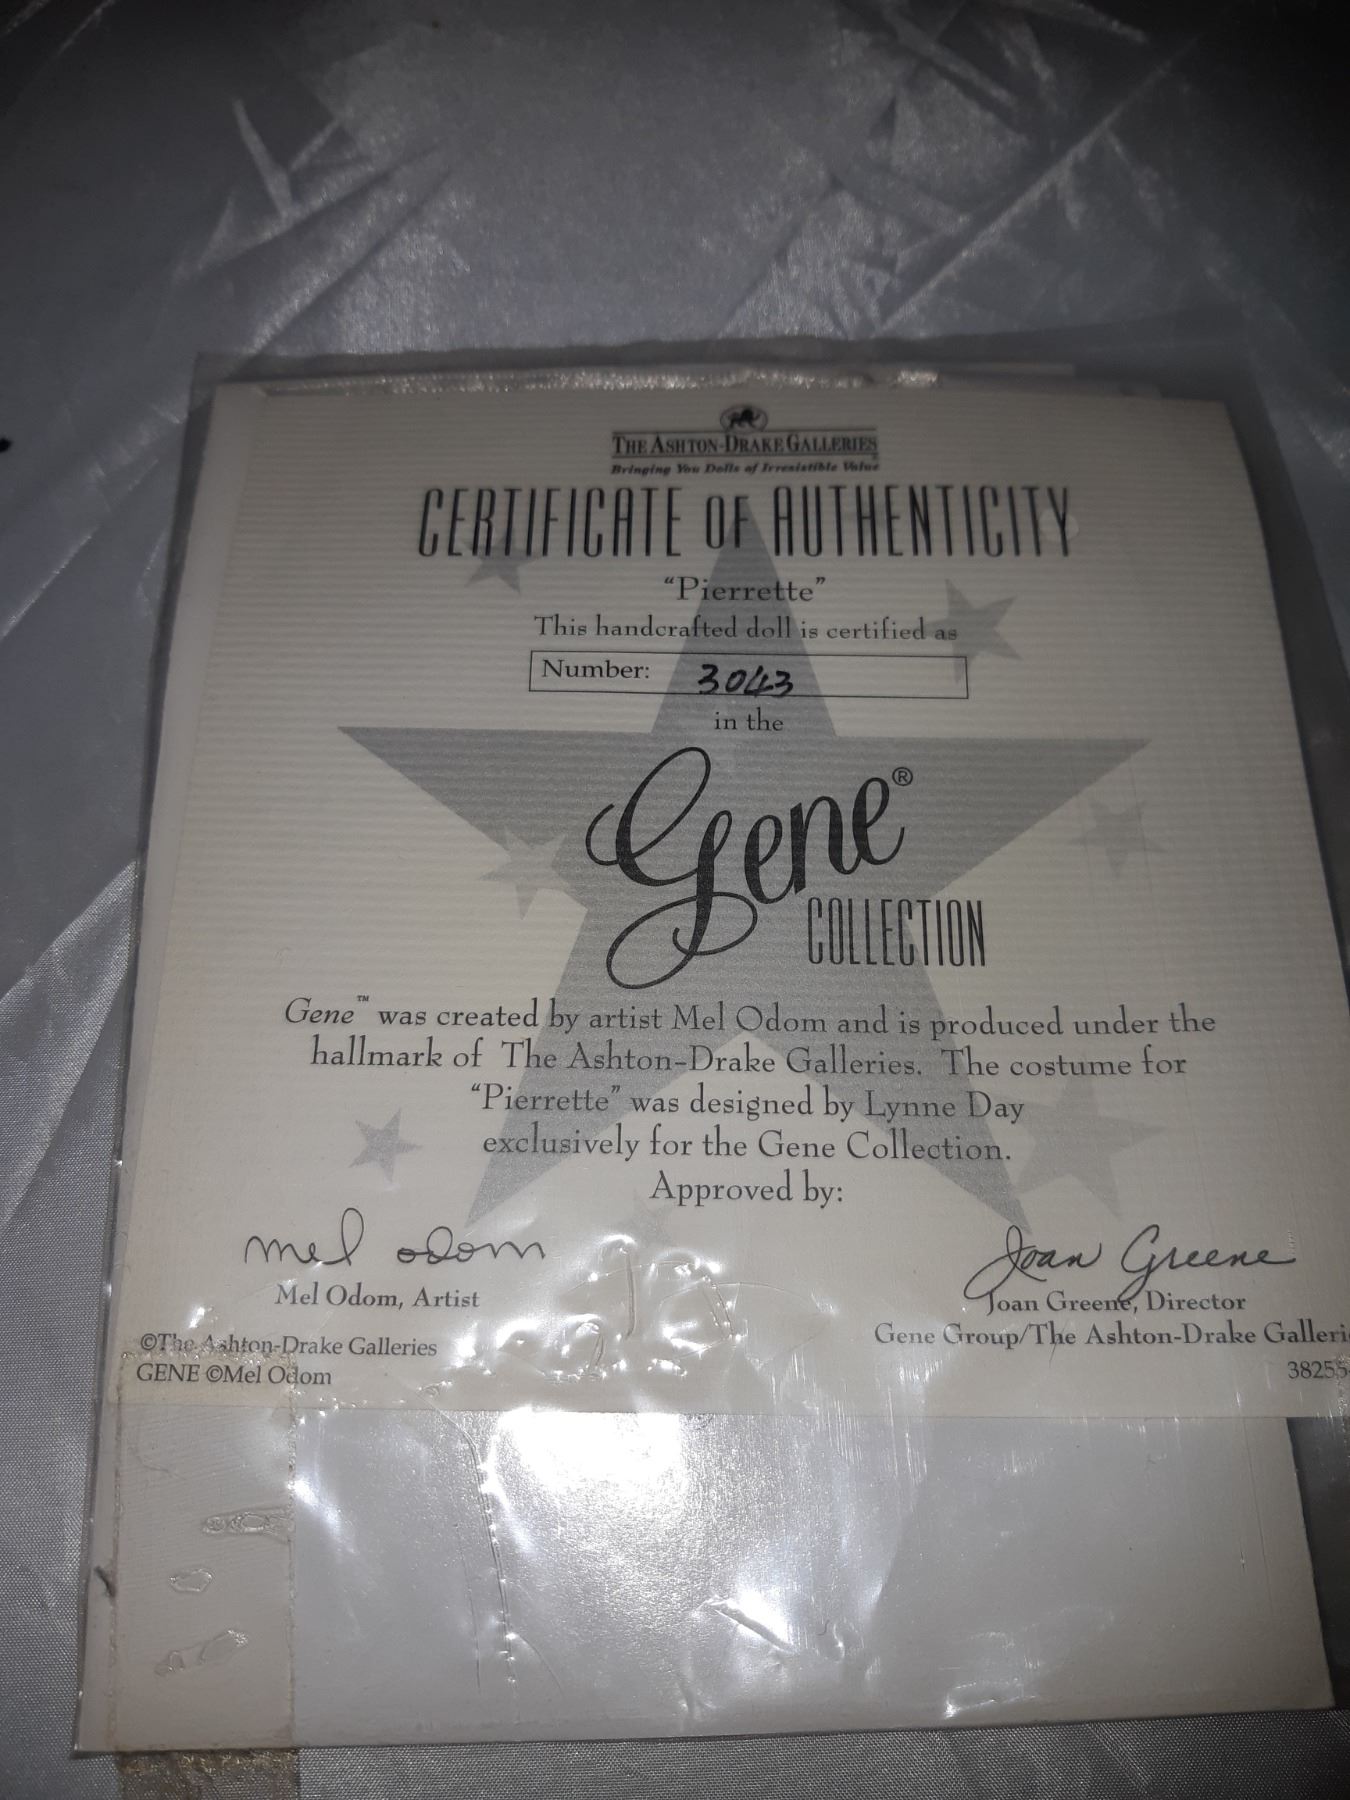 THE ASHTON-DRAKE GALLERIES
Bringing You Dolls of Irresistible Value
CERTIFICATE OF AUTHENTICITY
“Pierrette”
This handcrafted doll is certified as
Number: 3043
in the
Gene®
COLLECTION
Gene™ was created by artist Mel Odom and is produced under the
hallmark of The Ashton-Drake Galleries. The costume for
“Pierrette” was designed by Lynne Day
exclusively for the Gene Collection.
Approved by:
mel odom
Joan Greene
Mel Odom, Artist
Joan Greene, Director
©The Ashton-Drake Galleries
Gene Group/The Ashton-Drake Galleri
GENE ©Mel Odom
38255